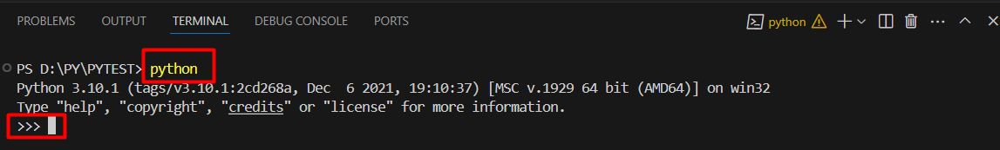 PROBLEMS OUTPUT TERMINAL DEBUG CONSOLE PORTS python
PS D:\PY\PYTEST> python
Python 3.10.1 (tags/v3.10.1:2cd268a, Dec  6 2021, 19:10:37) [MSC v.1929 64 bit (AMD64)] on win32
Type "help", "copyright", "credits" or "license" for more information.
>>>